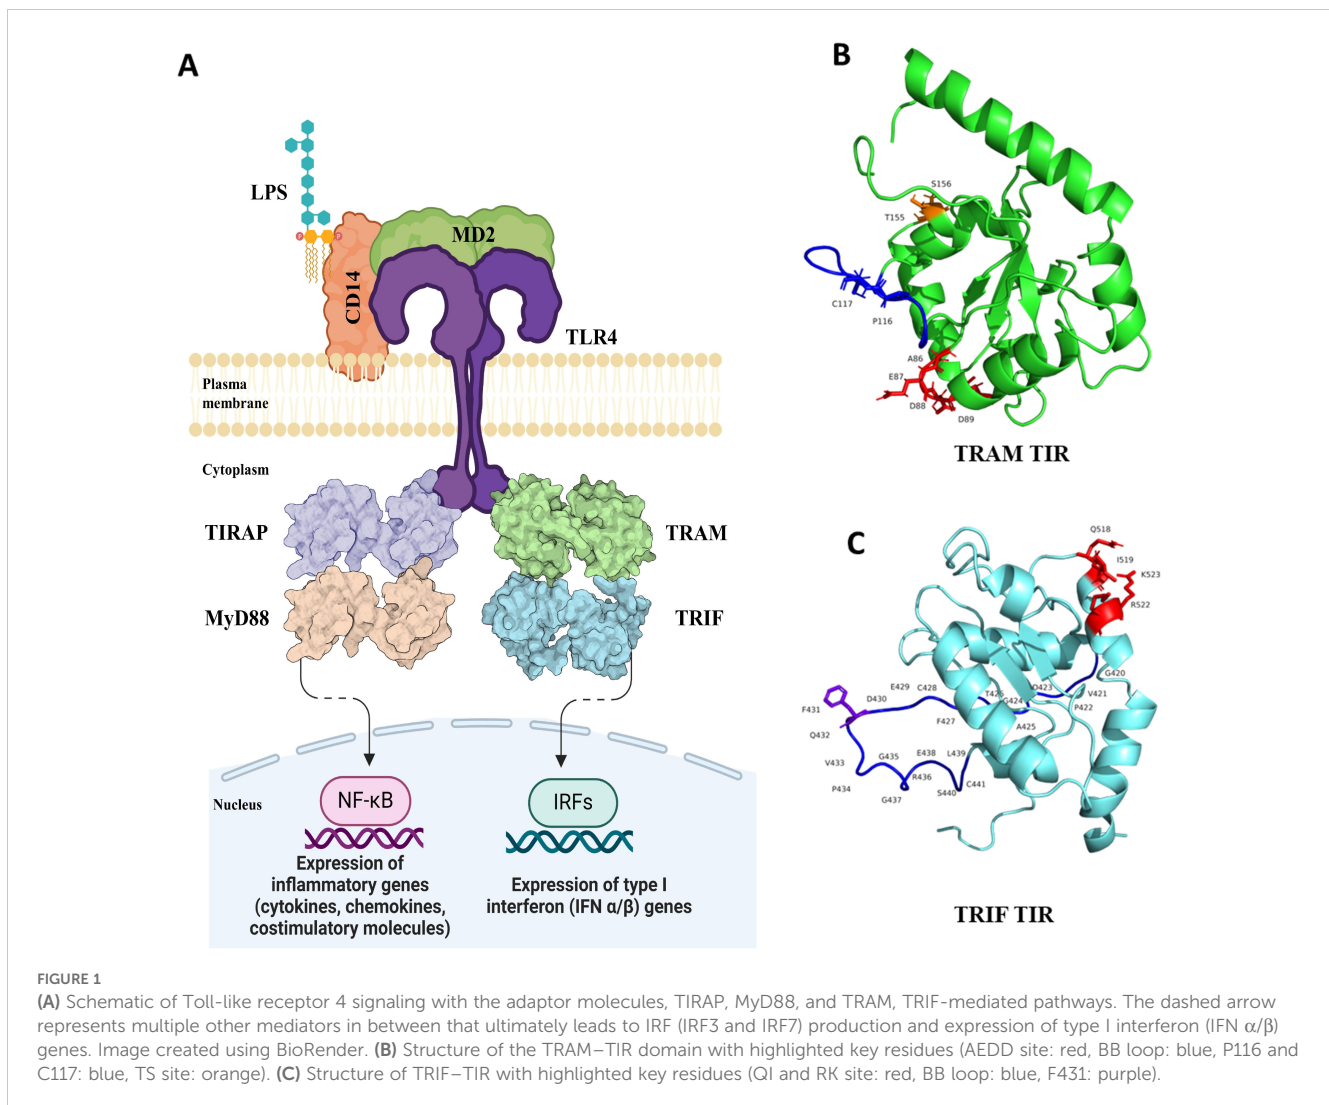 A
LPS
CD14
MD2
TLR4
Plasma
membrane
Cytoplasm
TIRAP
TRAM
MyD88
TRIF
Nucleus
NF-κB
IRFs
Expression of
inflammatory genes
(cytokines, chemokines,
costimulatory molecules)
Expression of type I
interferon (IFN α/β) genes
B
S156
T155
C117
P116
A86
E87
D88
D89
TRAM TIR
C
Q518
I519
K523
R522
G420
V421
P422
D423
G424
A425
T426
F427
C428
E429
D430
F431
Q432
V433
P434
G435
R436
G437
E438
L439
S440
C441
TRIF TIR
FIGURE 1
(A) Schematic of Toll-like receptor 4 signaling with the adaptor molecules, TIRAP, MyD88, and TRAM, TRIF-mediated pathways. The dashed arrow
represents multiple other mediators in between that ultimately leads to IRF (IRF3 and IRF7) production and expression of type I interferon (IFN α/β)
genes. Image created using BioRender. (B) Structure of the TRAM–TIR domain with highlighted key residues (AEDD site: red, BB loop: blue, P116 and
C117: blue, TS site: orange). (C) Structure of TRIF–TIR with highlighted key residues (QI and RK site: red, BB loop: blue, F431: purple).